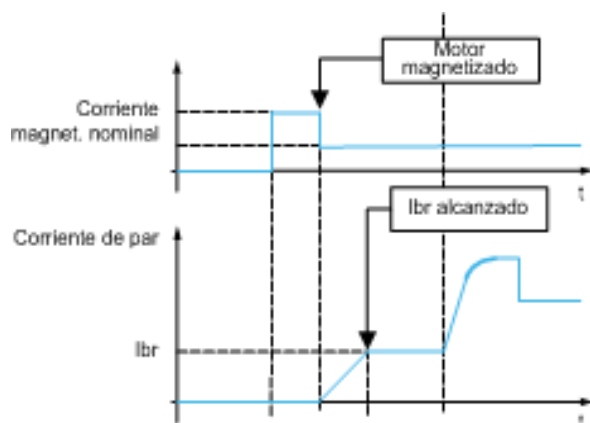 Motor
magnetizado
Corriente
magnet. nominal
t
Ibr alcanzado
Corriente de par
Ibr
t